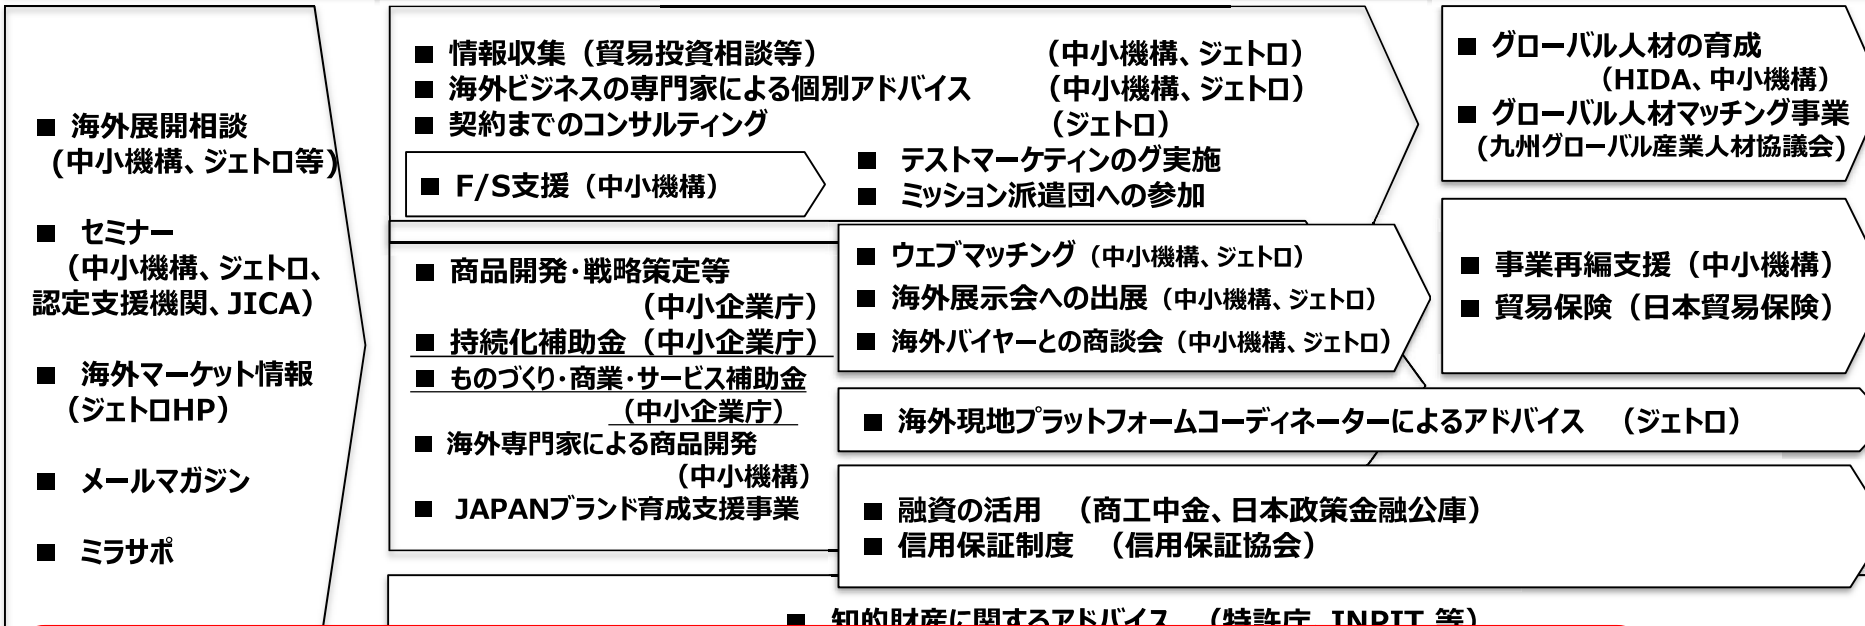 ■ 海外展開相談
(中小機構、ジェトロ等)
■ セミナー
（中小機構、ジェトロ、
認定支援機関、JICA）
■ 海外マーケット情報
（ジェトロHP）
■ メールマガジン
■ ミラサポ
■ 情報収集（貿易投資相談等） （中小機構、ジェトロ）
■ 海外ビジネスの専門家による個別アドバイス （中小機構、ジェトロ）
■ 契約までのコンサルティング （ジェトロ）
■ F/S支援（中小機構）
■ テストマーケティンのグ実施
■ ミッション派遣団への参加
■ 商品開発・戦略策定等
（中小企業庁）
■ 持続化補助金（中小企業庁）
■ ものづくり・商業・サービス補助金
（中小企業庁）
■ 海外専門家による商品開発
（中小機構）
■ JAPANブランド育成支援事業
■ ウェブマッチング（中小機構、ジェトロ）
■ 海外展示会への出展（中小機構、ジェトロ）
■ 海外バイヤーとの商談会（中小機構、ジェトロ）
■ 海外現地プラットフォームコーディネーターによるアドバイス （ジェトロ）
■ 融資の活用 （商工中金、日本政策金融公庫）
■ 信用保証制度 （信用保証協会）
■ グローバル人材の育成
（HIDA、中小機構）
■ グローバル人材マッチング事業
(九州グローバル産業人材協議会)
■ 事業再編支援（中小機構）
■ 貿易保険（日本貿易保険）
■ 知的財産に関するアドバイス （特許庁、INPIT 等）